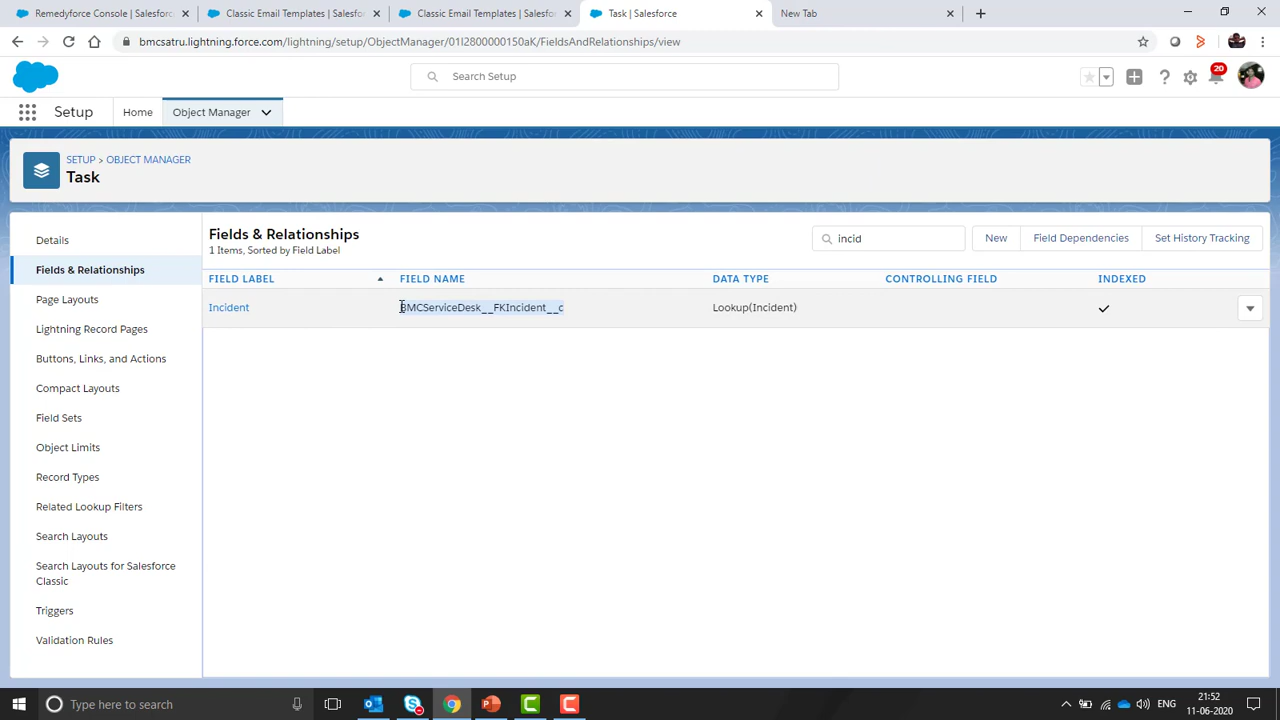 Remedyforce Console | Salesforc
Classic Email Templates | Salesfo
Classic Email Templates | Salesfo
Task | Salesforce
New Tab
bmcsatru.lightning.force.com/lightning/setup/ObjectManager/01I2800000150aK/FieldsAndRelationships/view
Search Setup
20
Setup
Home
Object Manager
SETUP > OBJECT MANAGER
Task
Details
Fields & Relationships
Page Layouts
Lightning Record Pages
Buttons, Links, and Actions
Compact Layouts
Field Sets
Object Limits
Record Types
Related Lookup Filters
Search Layouts
Search Layouts for Salesforce
Classic
Triggers
Validation Rules
Fields & Relationships
1 Items, Sorted by Field Label
incid
New
Field Dependencies
Set History Tracking
FIELD LABEL FIELD NAME DATA TYPE CONTROLLING FIELD INDEXED
Incident BMCServiceDesk__FKIncident__c Lookup(Incident)
Type here to search
ENG
21:52
11-06-2020